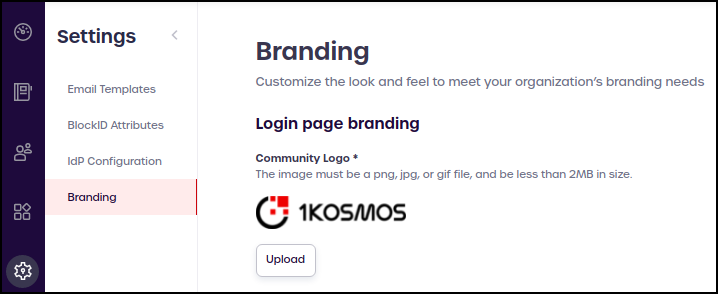 Settings
Email Templates
BlockID Attributes
IdP Configuration
Branding
Branding
Customize the look and feel to meet your organization's branding needs
Login page branding
Community Logo *
The image must be a png, jpg, or gif file, and be less than 2MB in size.
1KOSMOS
Upload